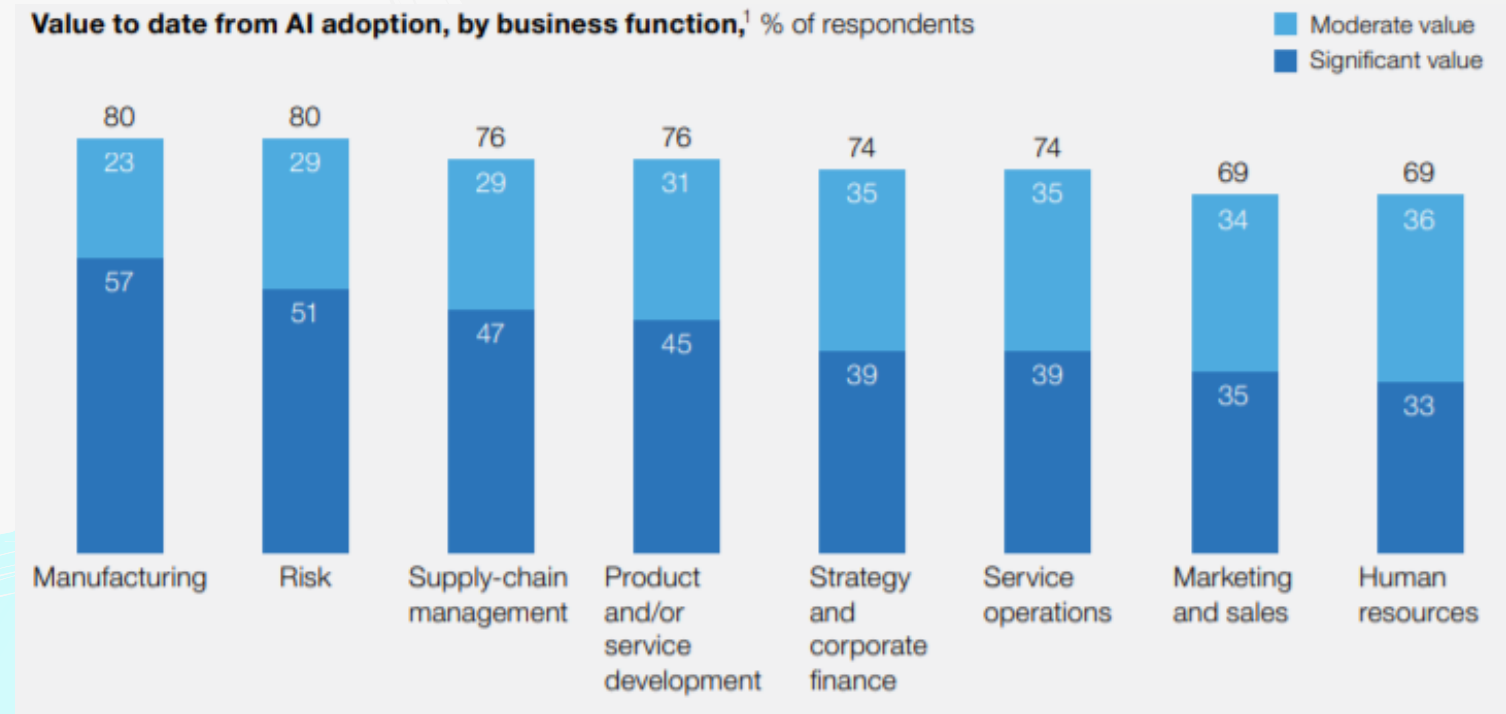 Value to date from AI adoption, by business function,¹ % of respondents
Moderate value
Significant value
80
23
57
Manufacturing
80
29
51
Risk
76
29
47
Supply-chain
management
76
31
45
Product
and/or
service
development
74
35
39
Strategy
and
corporate
finance
74
35
39
Service
operations
69
34
35
Marketing
and sales
69
36
33
Human
resources